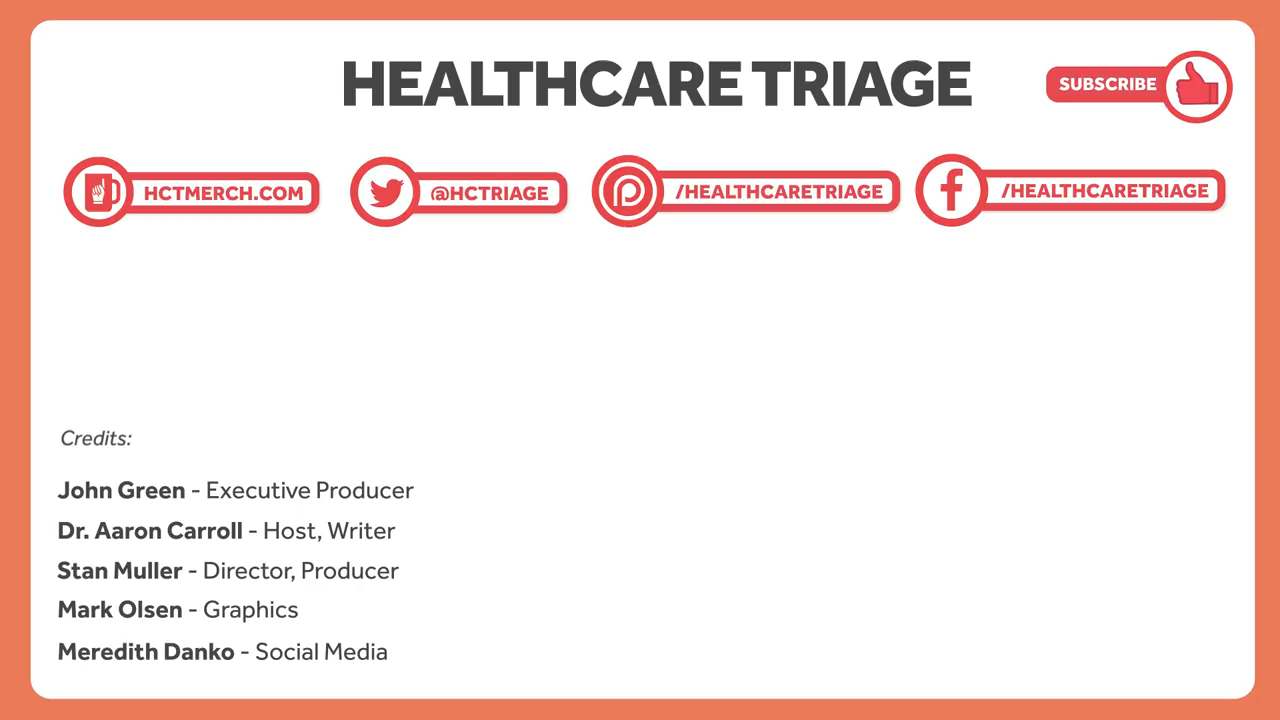 HEALTHCARE TRIAGE
SUBSCRIBE
HCTMERCH.COM
@HCTRIAGE
/HEALTHCARETRIAGE
/HEALTHCARETRIAGE
Credits:
John Green - Executive Producer
Dr. Aaron Carroll - Host, Writer
Stan Muller - Director, Producer
Mark Olsen - Graphics
Meredith Danko - Social Media